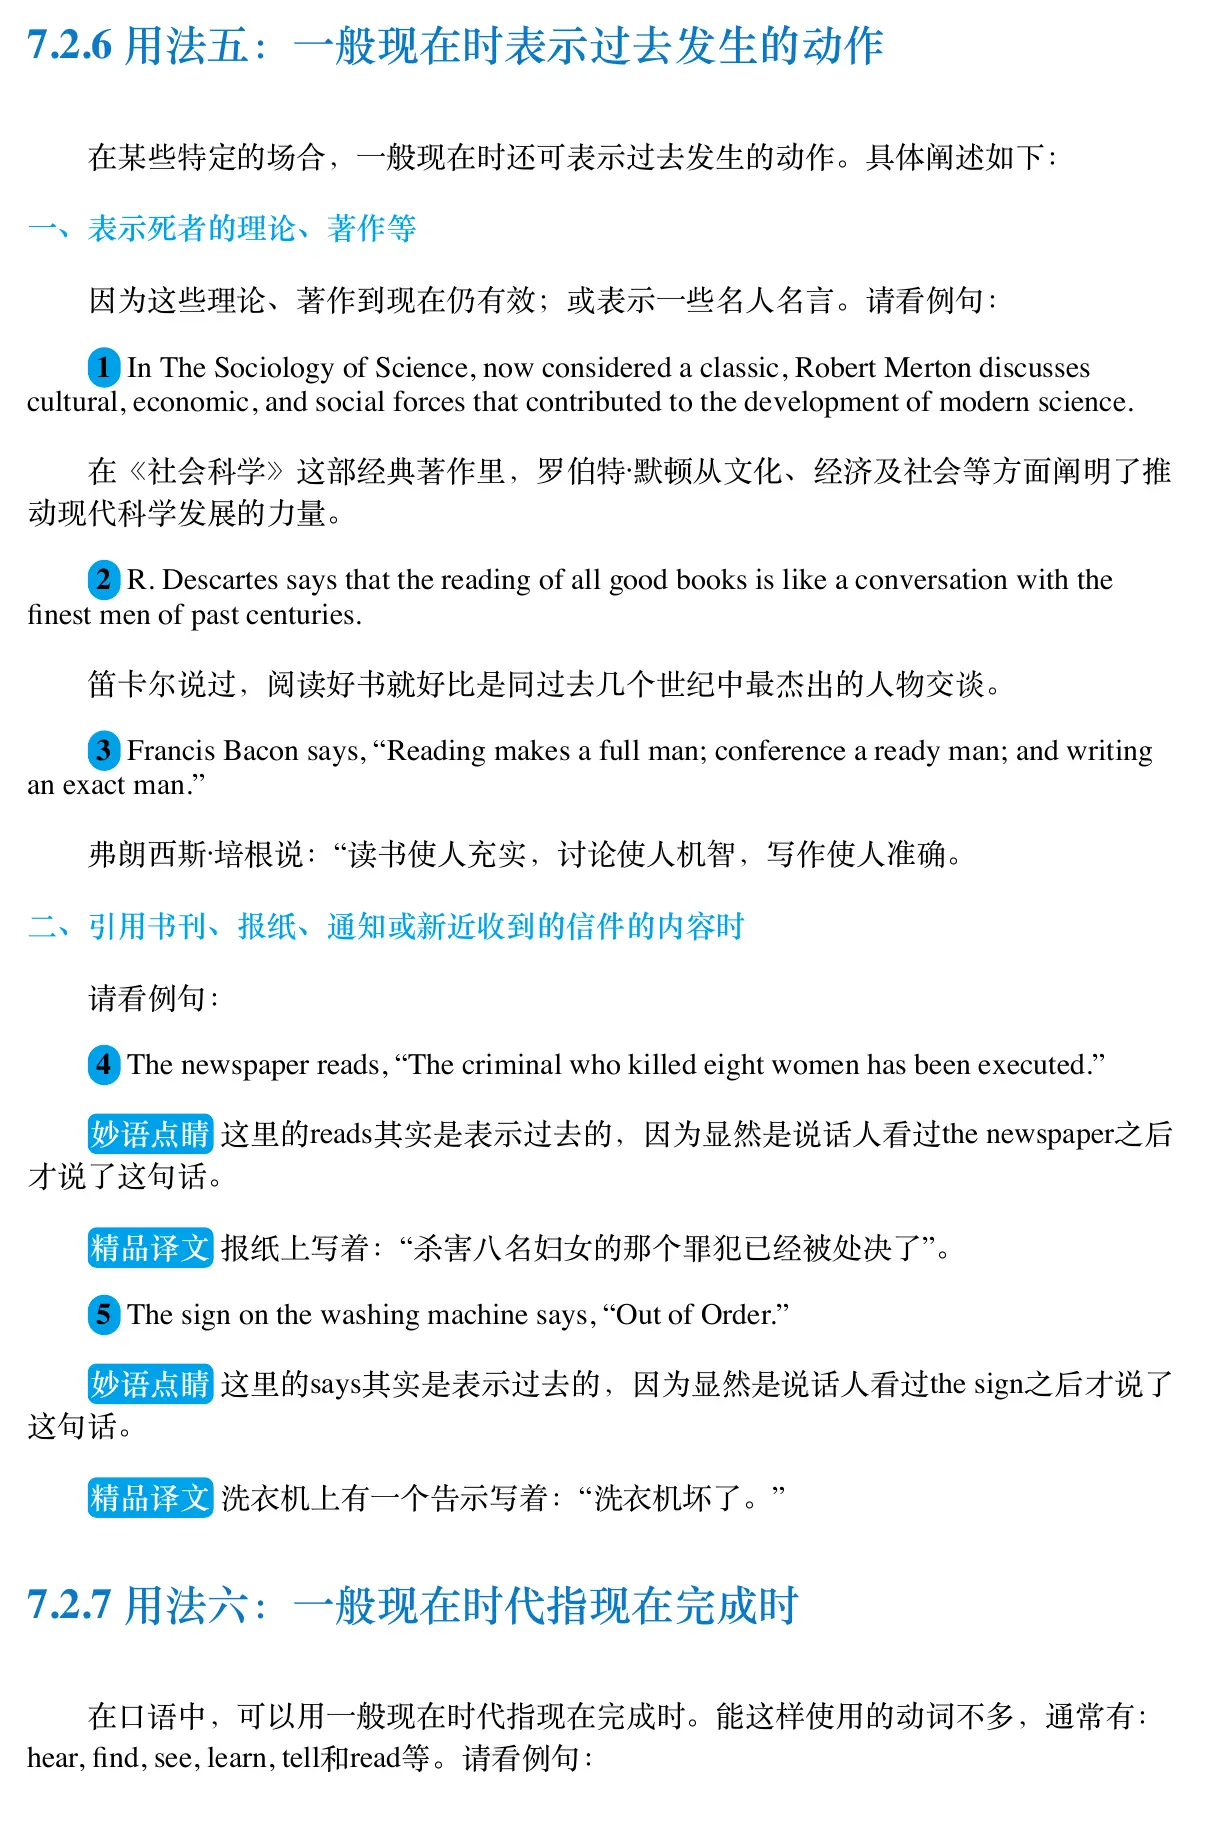 7.2.6 用法五：一般现在时表示过去发生的动作
在某些特定的场合，一般现在时还可表示过去发生的动作。具体阐述如下：
一、表示死者的理论、著作等
因为这些理论、著作到现在仍有效；或表示一些名人名言。请看例句：
1 In The Sociology of Science, now considered a classic, Robert Merton discusses
cultural, economic, and social forces that contributed to the development of modern science.
在《社会科学》这部经典著作里，罗伯特·默顿从文化、经济及社会等方面阐明了推
动现代科学发展的力量。
2 R. Descartes says that the reading of all good books is like a conversation with the
finest men of past centuries.
笛卡尔说过，阅读好书就好比是同过去几个世纪中最杰出的人物交谈。
3 Francis Bacon says, “Reading makes a full man; conference a ready man; and writing
an exact man.”
弗朗西斯·培根说：“读书使人充实，讨论使人机智，写作使人准确。
二、引用书刊、报纸、通知或新近收到的信件的内容时
请看例句：
4 The newspaper reads, “The criminal who killed eight women has been executed.”
妙语点睛 这里的reads其实是表示过去的，因为显然是说话人看过the newspaper之后
才说了这句话。
精品译文 报纸上写着：“杀害八名妇女的那个罪犯已经被处决了”。
5 The sign on the washing machine says, “Out of Order.”
妙语点睛 这里的says其实是表示过去的，因为显然是说话人看过the sign之后才说了
这句话。
精品译文 洗衣机上有一个告示写着：“洗衣机坏了。”
7.2.7 用法六：一般现在时代指现在完成时
在口语中，可以用一般现在时代指现在完成时。能这样使用的动词不多，通常有：
hear, find, see, learn, tell和read等。请看例句：